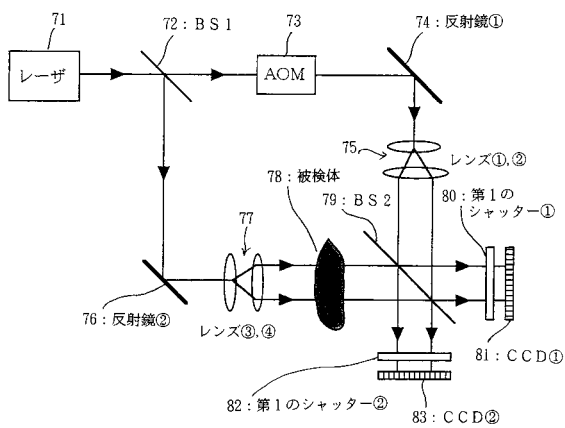 71
レーザ
72：ＢＳ１
73
AOM
74：反射鏡①
75
レンズ①,②
78：被検体
79：ＢＳ２
80：第１の
シャッター①
77
76：反射鏡②
レンズ③,④
81：ＣＣＤ①
82：第１のシャッター②
83：ＣＣＤ②